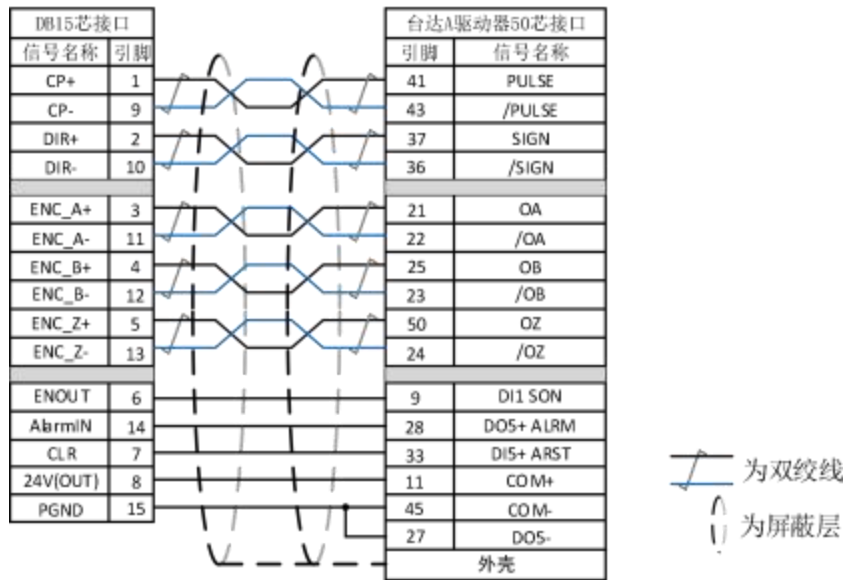 DB15芯接口 台达A驱动器50芯接口
信号名称 引脚 引脚 信号名称
CP+ 1 41 PULSE
CP- 9 43 /PULSE
DIR+ 2 37 SIGN
DIR- 10 36 /SIGN
ENC_A+ 3 21 OA
ENC_A- 11 22 /OA
ENC_B+ 4 25 OB
ENC_B- 12 23 /OB
ENC_Z+ 5 50 OZ
ENC_Z- 13 24 /OZ
ENOUT 6 9 DI1 SON
AlarmIN 14 28 DO5+ ALRM
CLR 7 33 DI5+ ARST
24V(OUT) 8 11 COM+
PGND 15 45 COM-
27 DO5-
外壳
为双绞线
为屏蔽层